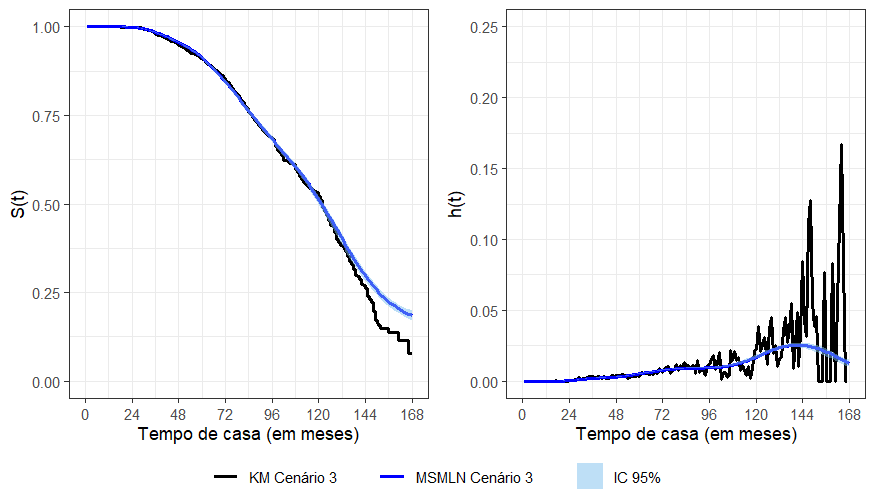 S(t)
1.00
0.75
0.50
0.25
0.00
0 24 48 72 96 120 144 168
Tempo de casa (em meses)
h(t)
0.25
0.20
0.15
0.10
0.05
0.00
0 24 48 72 96 120 144 168
Tempo de casa (em meses)
KM Cenário 3 MSMLN Cenário 3 IC 95%